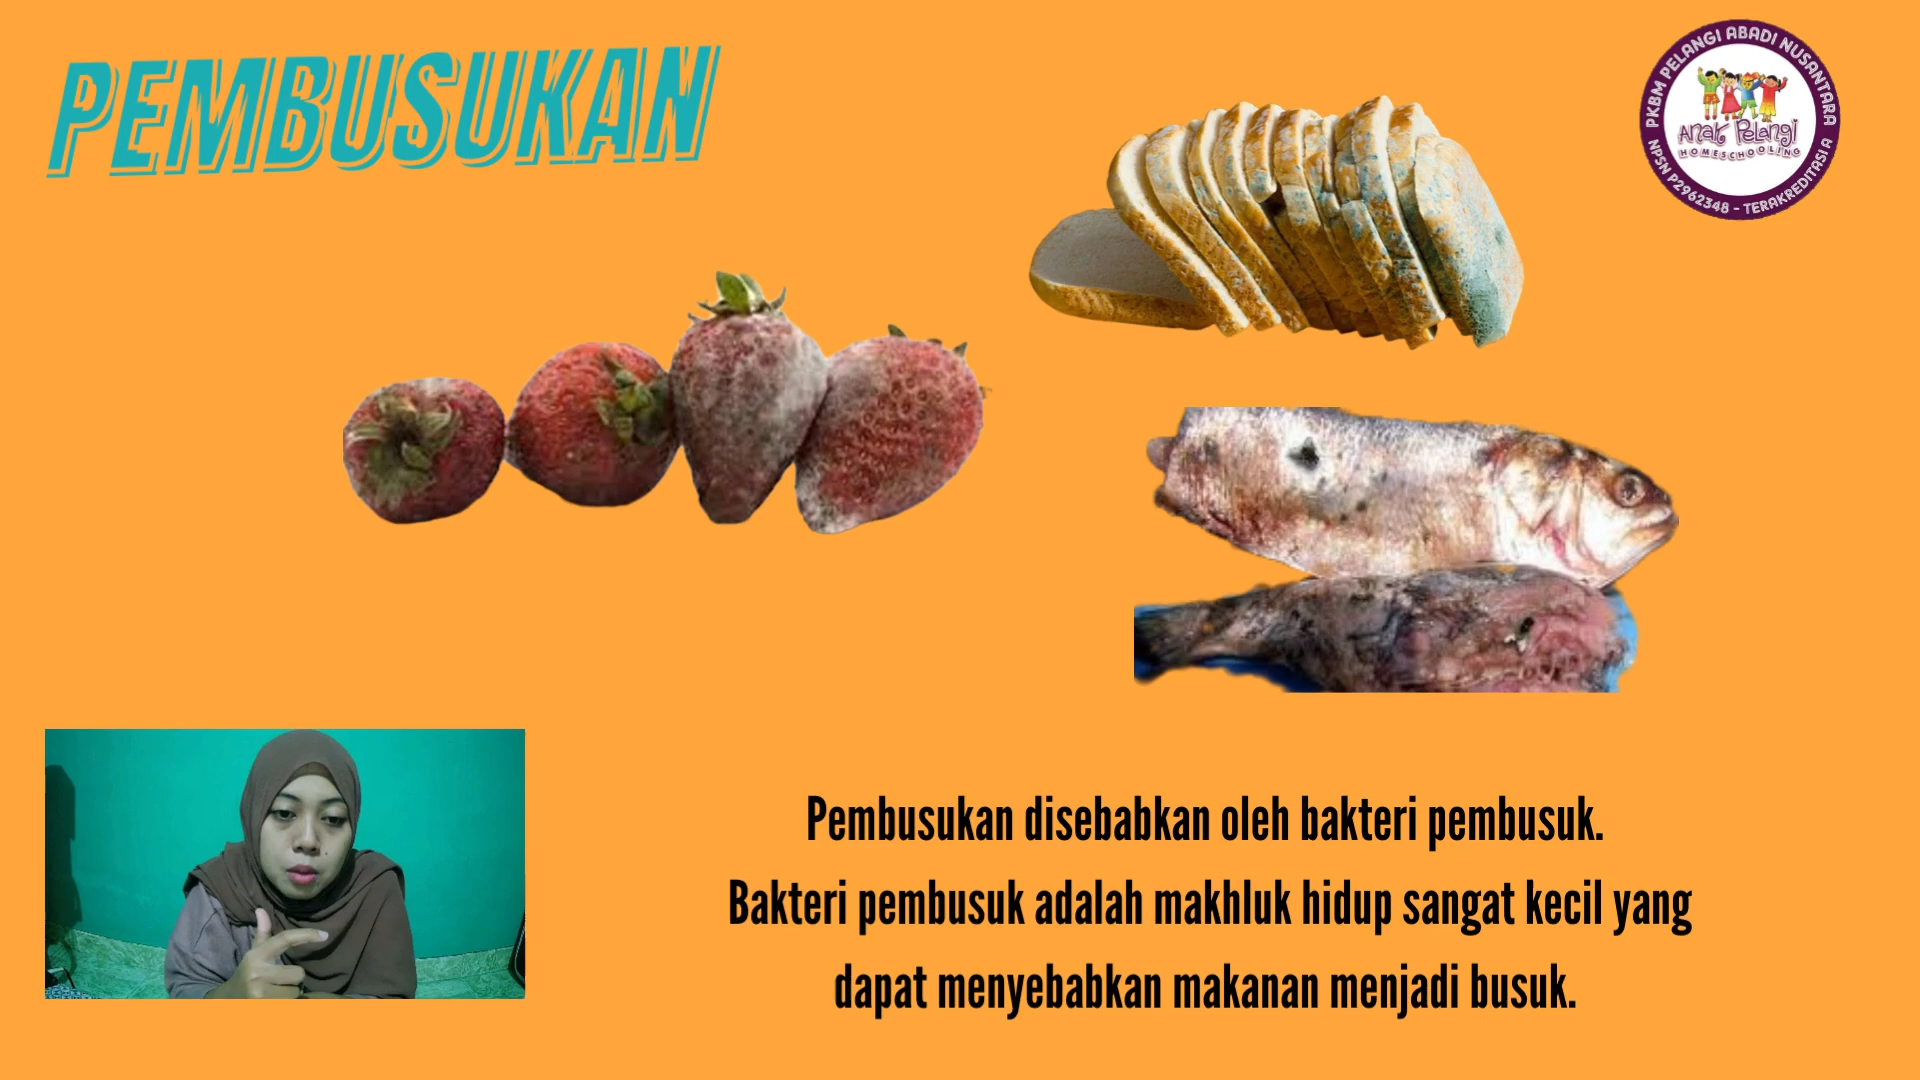 PEMBUSUKAN
PKBM PELANGI ABADI NUSANTARA
Anak Pelangi
HOMESCHOOLING
NPSN P2962348 - TERAKREDITASI A
Pembusukan disebabkan oleh bakteri pembusuk.
Bakteri pembusuk adalah makhluk hidup sangat kecil yang
dapat menyebabkan makanan menjadi busuk.